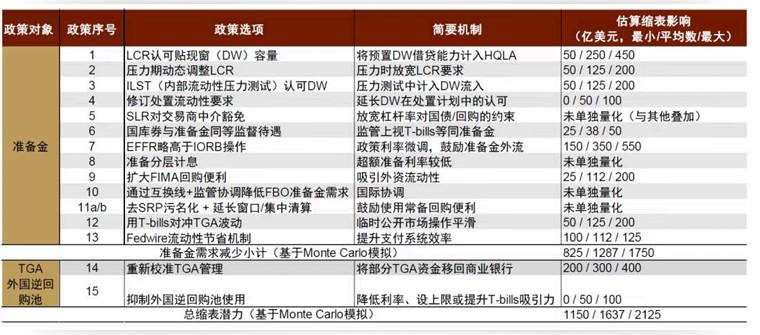 政策对象 政策序号 政策选项 简要机制 估算缩表影响
（亿美元，最小/平均数/最大）
准备金
1 LCR认可贴现窗（DW）容量 将预置DW借贷能力计入HQLA 50 / 250 / 450
2 压力期动态调整LCR 压力时放宽LCR要求 50 / 125 / 200
3 ILST（内部流动性压力测试）认可DW 压力测试中计入DW流入 50 / 125 / 200
4 修订处置流动性要求 延长DW在处置计划中的认可 0 / 50 / 100
5 SLR对交易商中介豁免 放宽杠杆率对国债/回购的约束 未单独量化（与其他叠加）
6 国库券与准备金同等监督待遇 监管上视T-bills等同准备金 25 / 38 / 50
7 EFFR略高于IORB操作 政策利率微调，鼓励准备金外流 150 / 350 / 550
8 准备分层计息 超额准备利率较低 未单独量化
9 扩大FIMA回购便利 吸引外资流动性 25 / 112 / 200
10 通过互换线+监管协调降低FBO准备金需求 国际协调 未单独量化
11a/b 去SRP污名化 + 延长窗口/集中清算 鼓励使用常备回购便利 未单独量化
12 用T-bills对冲TGA波动 临时公开市场操作平滑 50 / 125 / 200
13 Fedwire流动性节省机制 提升支付系统效率 100 / 112 / 125
准备金需求减少小计（基于Monte Carlo模拟） 825 / 1287 / 1750
TGA
外国逆回
购池
14 重新校准TGA管理 将部分TGA资金移回商业银行 200 / 300 / 400
15 抑制外国逆回购池使用 降低利率、设上限或提升T-bills吸引力 0 / 50 / 100
总缩表潜力（基于Monte Carlo模拟） 1150 / 1637 / 2125